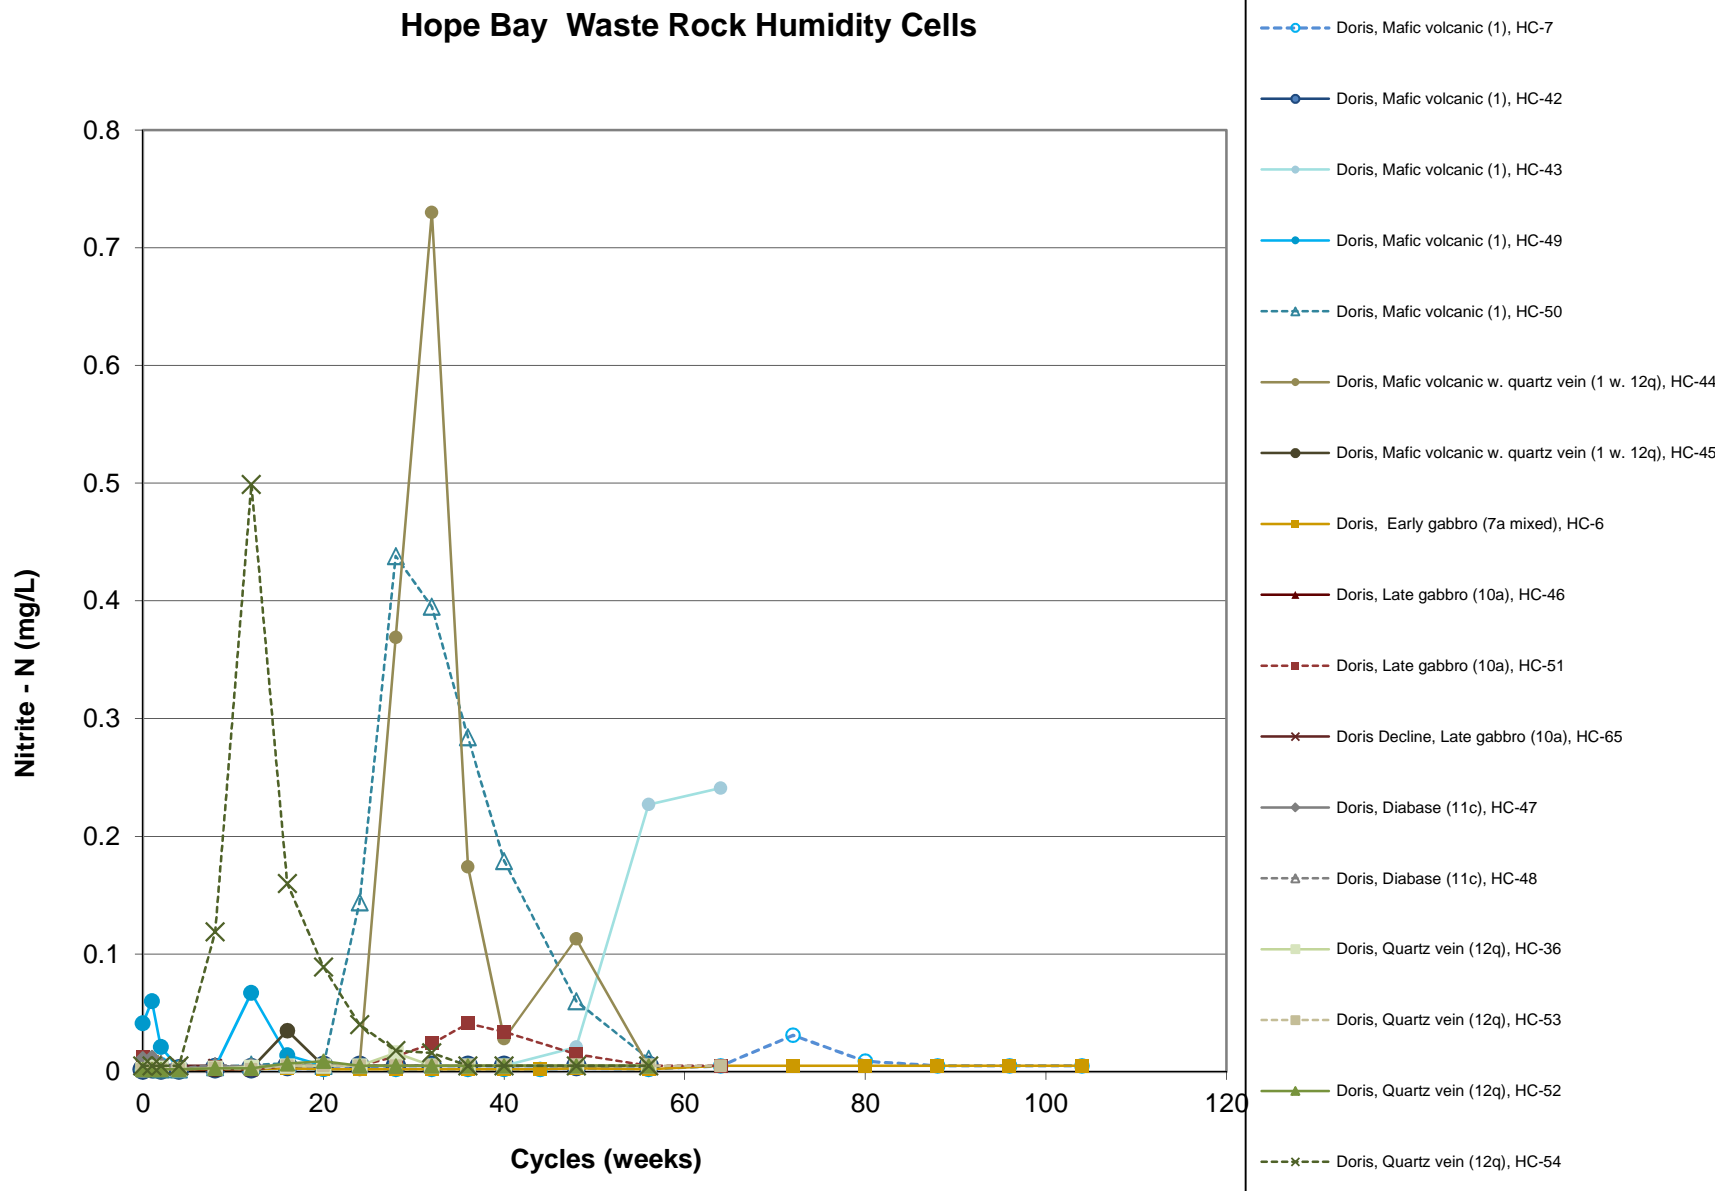 Hope Bay  Waste Rock Humidity Cells
Nitrite - N (mg/L)
0.8
0.7
0.6
0.5
0.4
0.3
0.2
0.1
0
0 20 40 60 80 100 120
Cycles (weeks)
Doris, Mafic volcanic (1), HC-7
Doris, Mafic volcanic (1), HC-42
Doris, Mafic volcanic (1), HC-43
Doris, Mafic volcanic (1), HC-49
Doris, Mafic volcanic (1), HC-50
Doris, Mafic volcanic w. quartz vein (1 w. 12q), HC-44
Doris, Mafic volcanic w. quartz vein (1 w. 12q), HC-45
Doris,  Early gabbro (7a mixed), HC-6
Doris, Late gabbro (10a), HC-46
Doris, Late gabbro (10a), HC-51
Doris Decline, Late gabbro (10a), HC-65
Doris, Diabase (11c), HC-47
Doris, Diabase (11c), HC-48
Doris, Quartz vein (12q), HC-36
Doris, Quartz vein (12q), HC-53
Doris, Quartz vein (12q), HC-52
Doris, Quartz vein (12q), HC-54